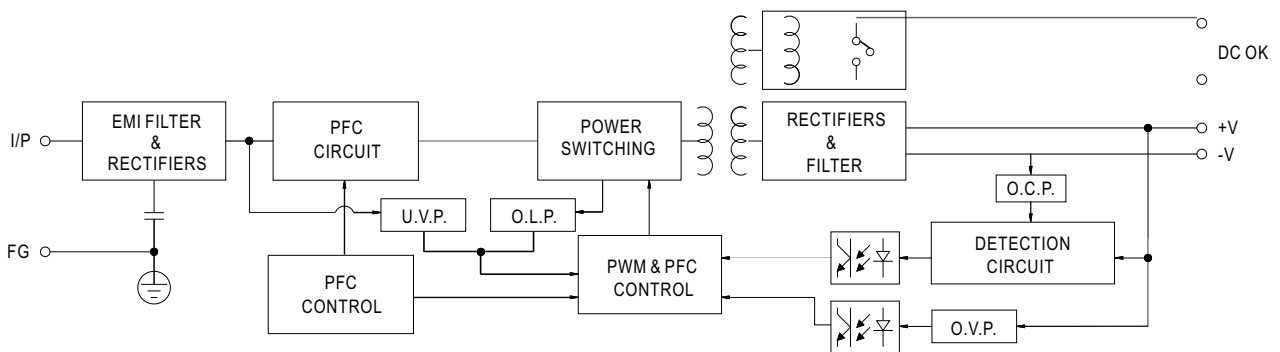 DC OK
I/P
EMI FILTER
&
RECTIFIERS
PFC
CIRCUIT
POWER
SWITCHING
RECTIFIERS
&
FILTER
+V
-V
O.C.P.
U.V.P.
O.L.P.
FG
DETECTION
CIRCUIT
PFC
CONTROL
PWM & PFC
CONTROL
O.V.P.